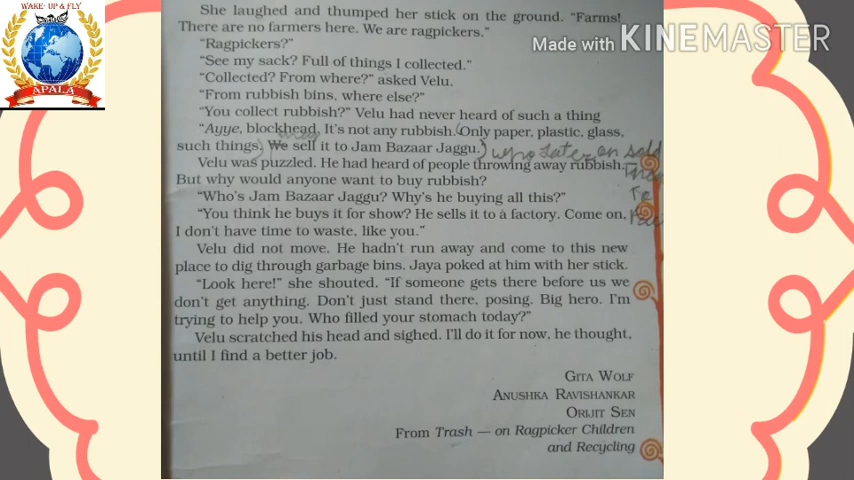 WAKE- UP & FLY
APALA
Made with KINEMASTER
She laughed and thumped her stick on the ground. “Farms!
There are no farmers here. We are ragpickers.”
“Ragpickers?”
“See my sack? Full of things I collected.”
“Collected? From where?” asked Velu,
“From rubbish bins, where else?”
“You collect rubbish?” Velu had never heard of such a thing
“Ayye, blockhead, It's not any rubbish. (Only paper, plastic, glass,
they
such things.) We sell it to Jam Bazaar Jaggu.) who later on sold
Velu was puzzled. He had heard of people throwing away rubbish.
But why would anyone want to buy rubbish?
“Who's Jam Bazaar Jaggu? Why's he buying all this?”
To
“You think he buys it for show? He sells it to a factory. Come on,
I don't have time to waste, like you.”
Velu did not move. He hadn't run away and come to this new
place to dig through garbage bins. Jaya poked at him with her stick.
“Look here!” she shouted. “If someone gets there before us we
don't get anything. Don't just stand there, posing. Big hero. I'm
trying to help you. Who filled your stomach today?”
Velu scratched his head and sighed. I'll do it for now, he thought,
until I find a better job.
GITA WOLF
ANUSHKA RAVISHANKAR
ORIJIT SEN
From Trash — on Ragpicker Children
and Recycling